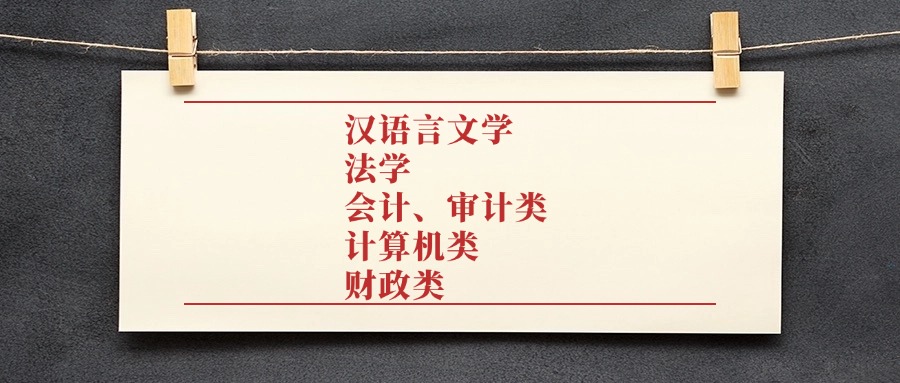 汉语言文学
法学
会计、审计类
计算机类
财政类